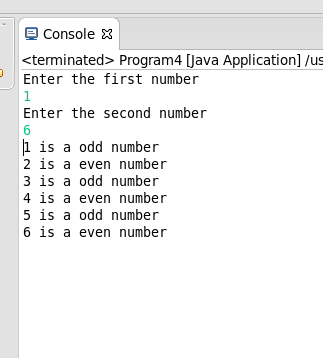 Console
<terminated> Program4 [Java Application] /us
Enter the first number
1
Enter the second number
6
1 is a odd number
2 is a even number
3 is a odd number
4 is a even number
5 is a odd number
6 is a even number